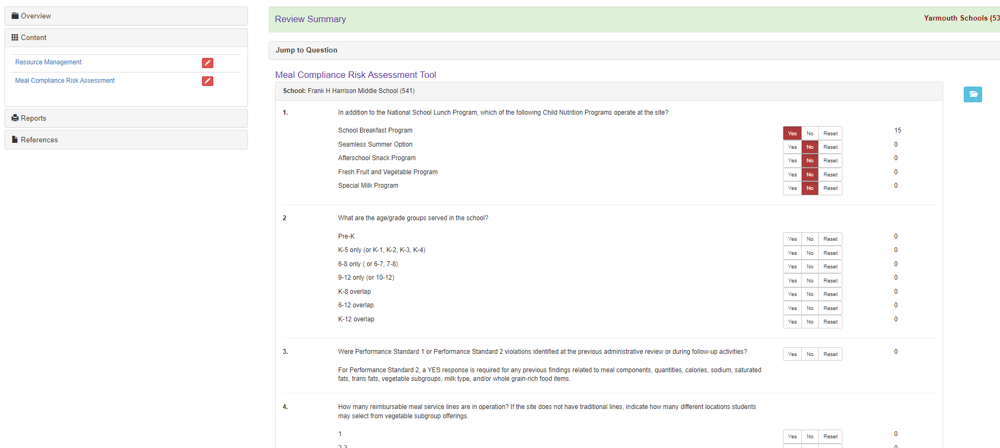 Overview
Content
Resource Management
Meal Compliance Risk Assessment
Reports
References
Review Summary
Yarmouth Schools (53
Jump to Question
Meal Compliance Risk Assessment Tool
School: Frank H Harrison Middle School (541)
1. In addition to the National School Lunch Program, which of the following Child Nutrition Programs operate at the site?
School Breakfast Program Yes No Reset 15
Seamless Summer Option Yes No Reset 0
Afterschool Snack Program Yes No Reset 0
Fresh Fruit and Vegetable Program Yes No Reset 0
Special Milk Program Yes No Reset 0
2 What are the age/grade groups served in the school?
Pre-K Yes No Reset 0
K-5 only (or K-1, K-2, K-3, K-4) Yes No Reset 0
6-8 only ( or 6-7, 7-8) Yes No Reset 0
9-12 only (or 10-12) Yes No Reset 0
K-8 overlap Yes No Reset 0
6-12 overlap Yes No Reset 0
K-12 overlap Yes No Reset 0
3. Were Performance Standard 1 or Performance Standard 2 violations identified at the previous administrative review or during follow-up activities? Yes No Reset 0
For Performance Standard 2, a YES response is required for any previous findings related to meal components, quantities, calories, sodium, saturated
fats, trans fats, vegetable subgroups, milk type, and/or whole grain-rich food items.
4. How many reimbursable meal service lines are in operation? If the site does not have traditional lines, indicate how many different locations students
may select from vegetable subgroup offerings.
1 Yes No Reset 0
2-3 0